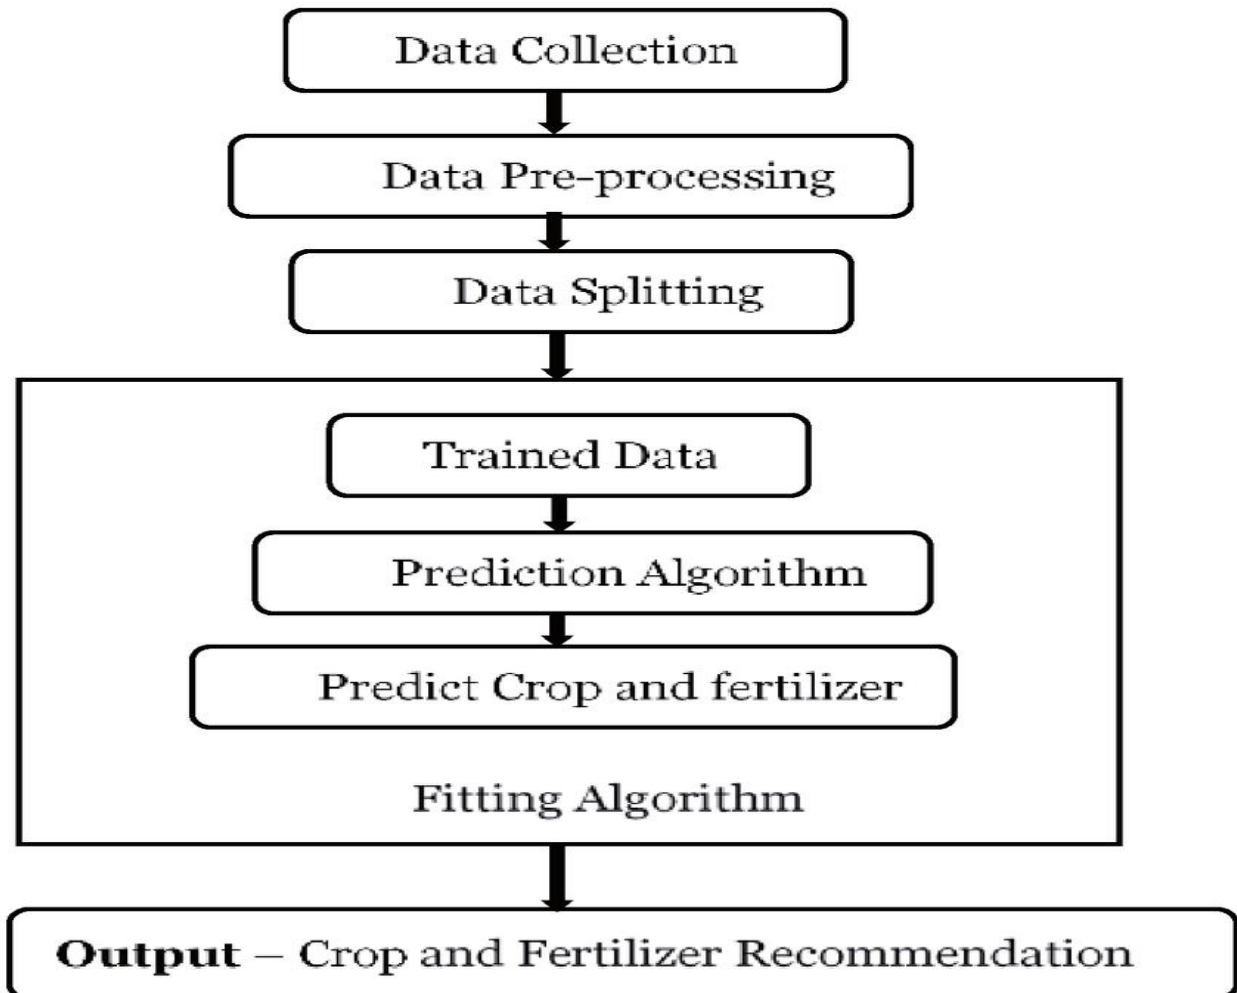 Data Collection
Data Pre-processing
Data Splitting
Trained Data
Prediction Algorithm
Predict Crop and fertilizer
Fitting Algorithm
Output – Crop and Fertilizer Recommendation